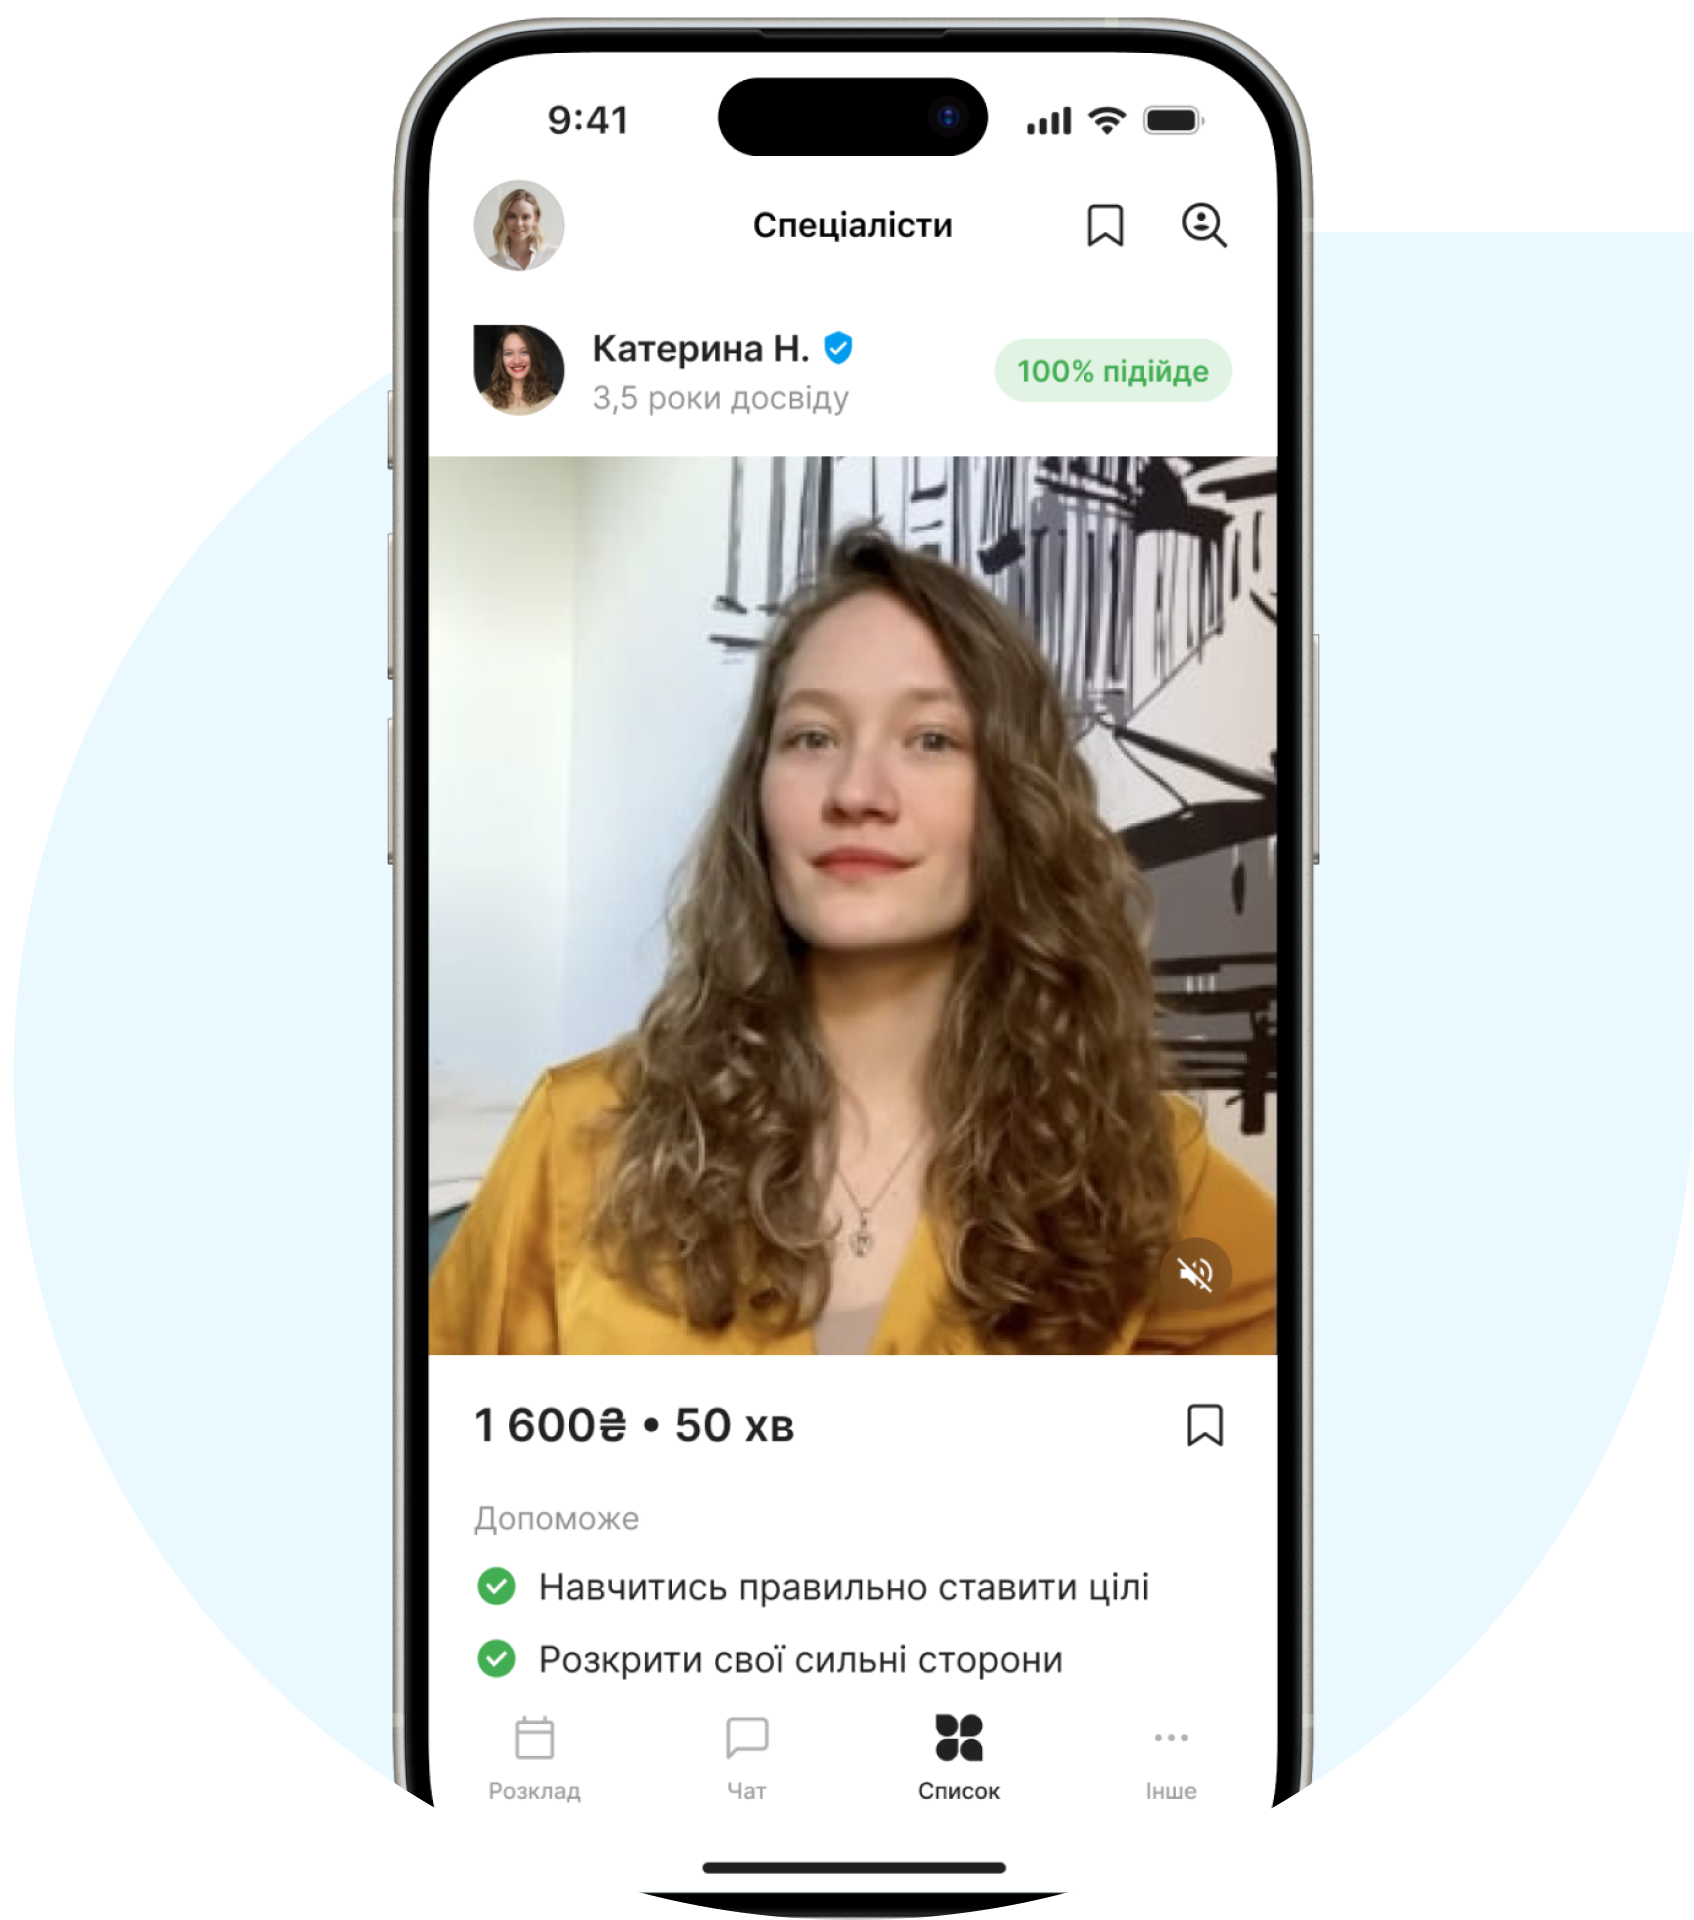 9:41
Спеціалісти
Катерина Н.
3,5 роки досвіду
100% підійде
1 600₴ • 50 хв
Допоможе
Навчитись правильно ставити цілі
Розкрити свої сильні сторони
Розклад
Чат
Список
Інше